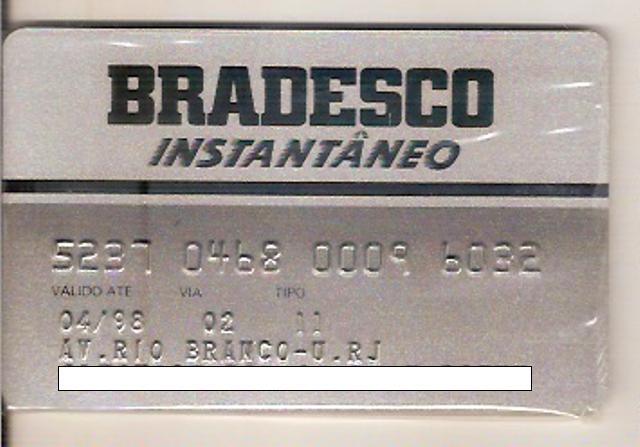 BRADESCO
INSTANTÂNEO
5237 0468 0009 6032
VALIDO ATE VIA TIPO
04/98 02 11
AV.RIO BRANCO-U.RJ